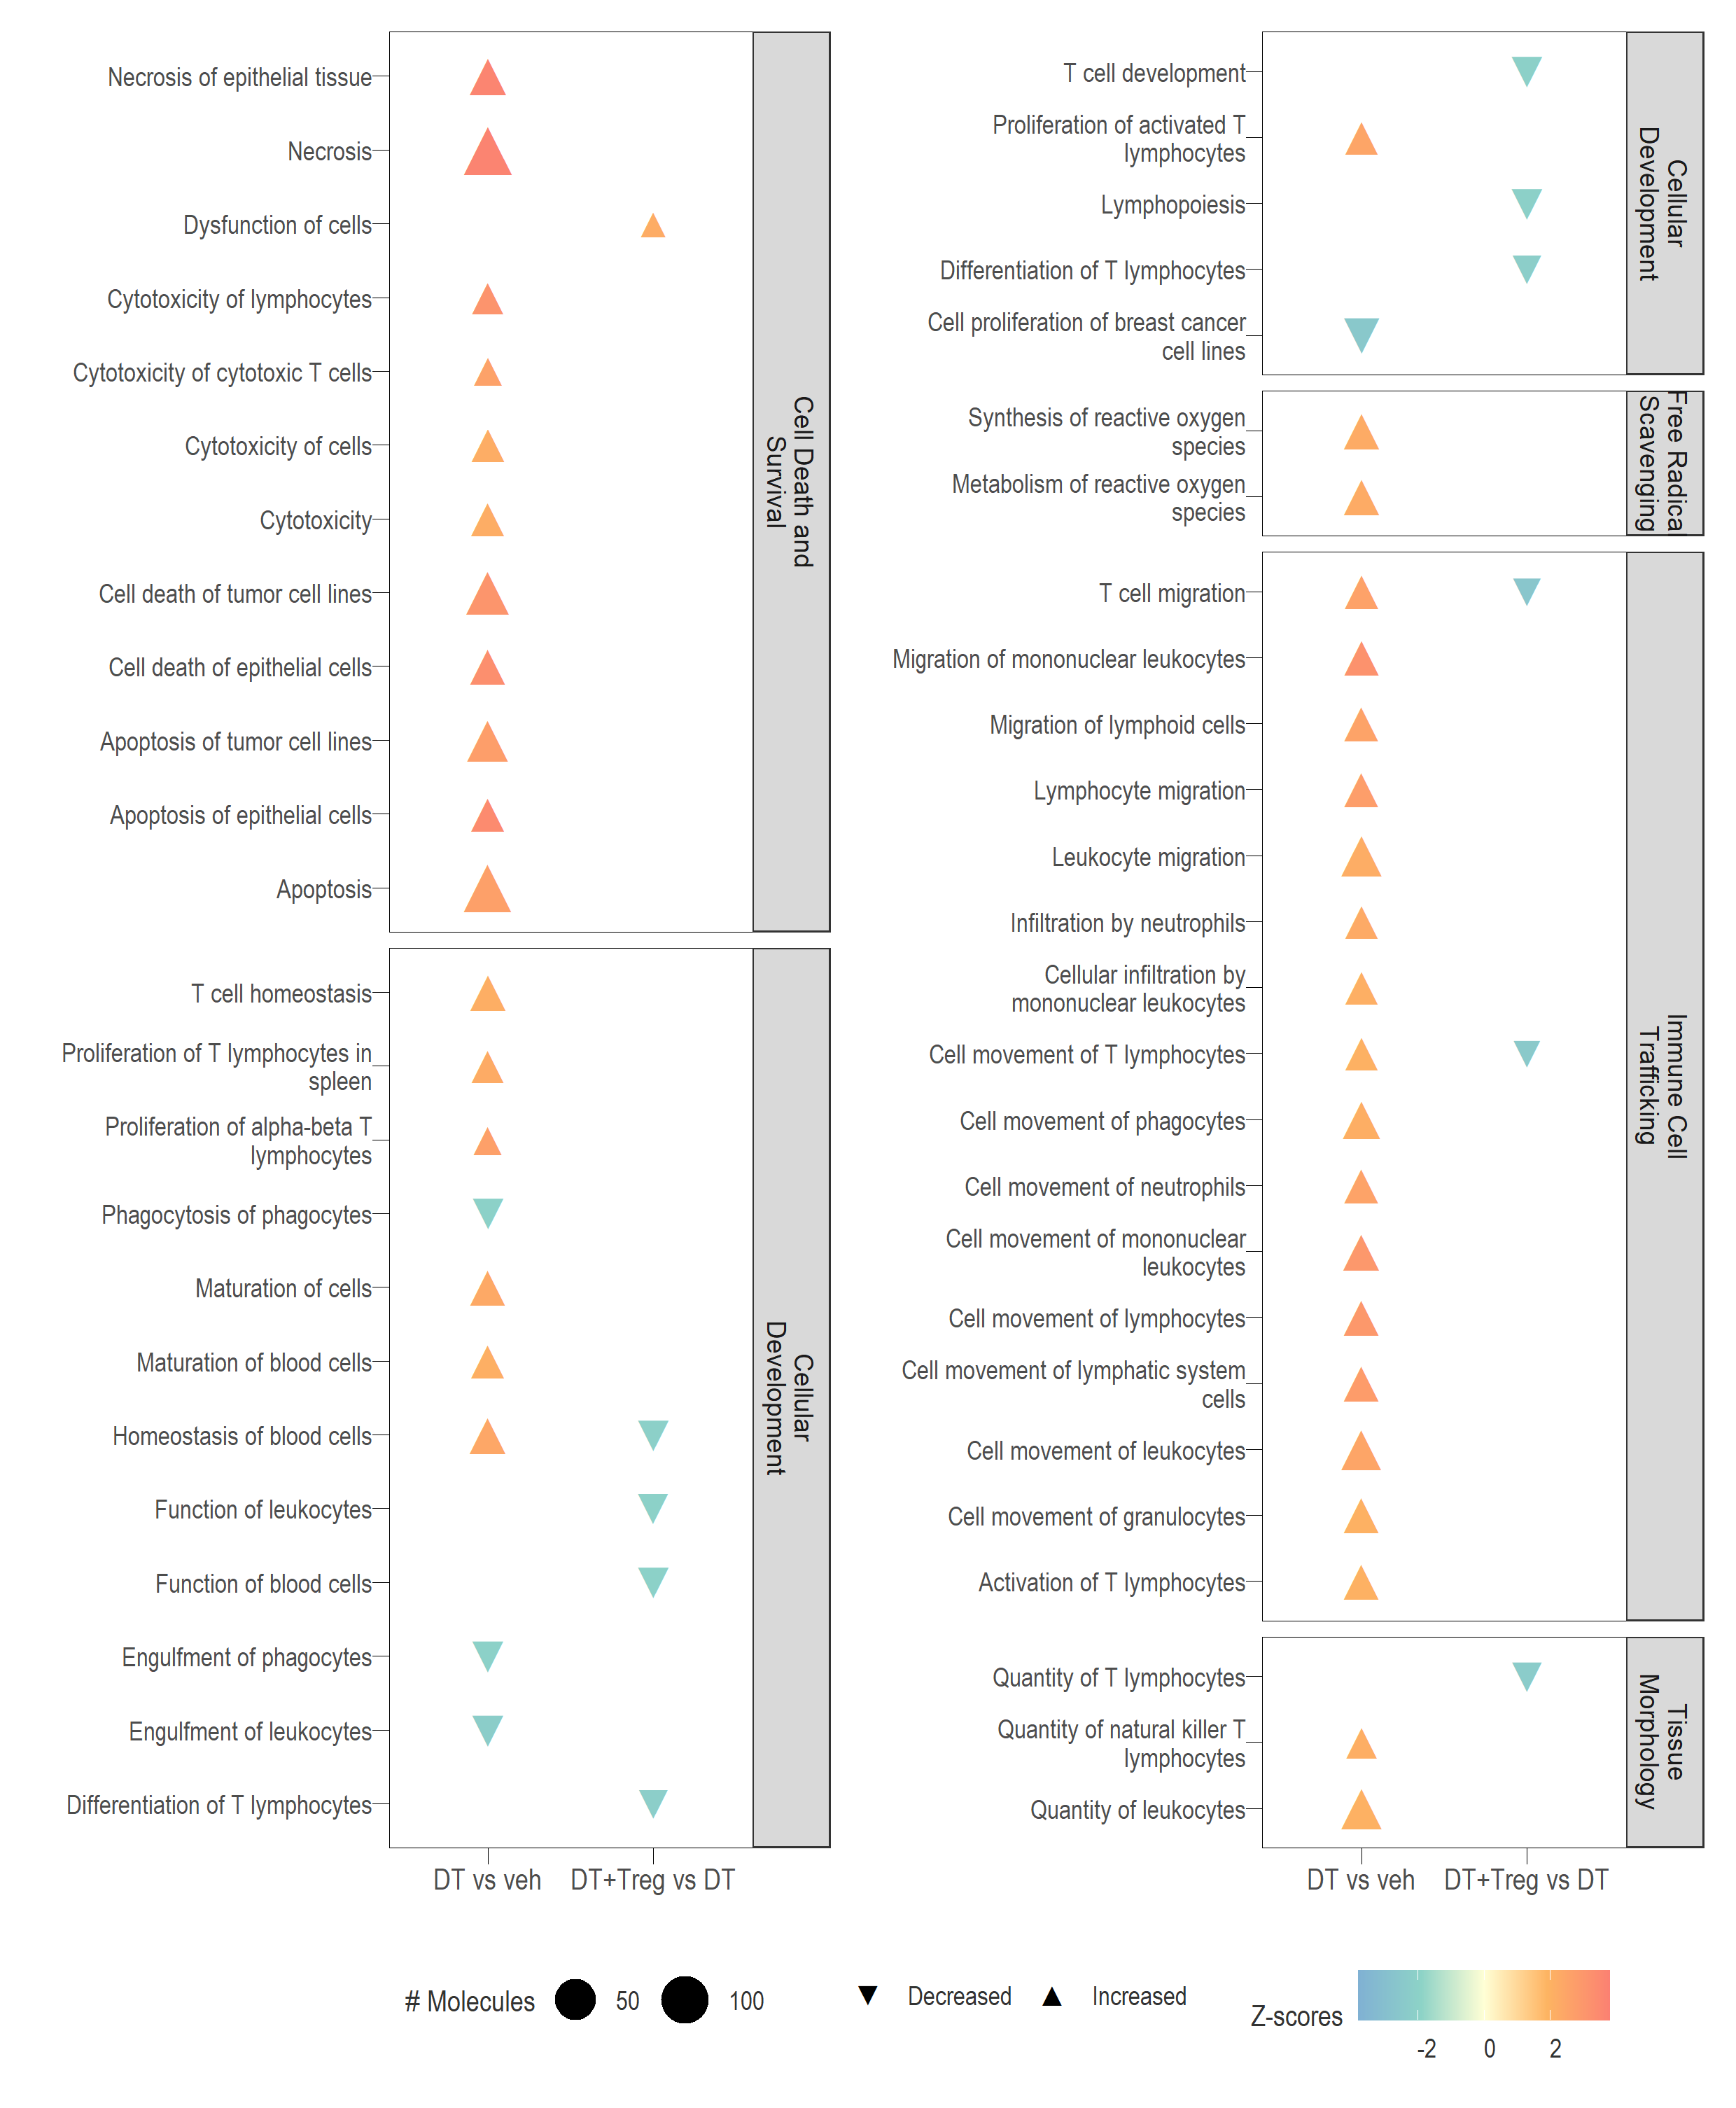 Necrosis of epithelial tissue
Necrosis
Dysfunction of cells
Cytotoxicity of lymphocytes
Cytotoxicity of cytotoxic T cells
Cytotoxicity of cells
Cytotoxicity
Cell death of tumor cell lines
Cell death of epithelial cells
Apoptosis of tumor cell lines
Apoptosis of epithelial cells
Apoptosis
Cell Death and
Survival
T cell homeostasis
Proliferation of T lymphocytes in
spleen
Proliferation of alpha-beta T
lymphocytes
Phagocytosis of phagocytes
Maturation of cells
Maturation of blood cells
Homeostasis of blood cells
Function of leukocytes
Function of blood cells
Engulfment of phagocytes
Engulfment of leukocytes
Differentiation of T lymphocytes
Cellular
Development
DT vs veh
DT+Treg vs DT
T cell development
Proliferation of activated T
lymphocytes
Lymphopoiesis
Differentiation of T lymphocytes
Cell proliferation of breast cancer
cell lines
Cellular
Development
Synthesis of reactive oxygen
species
Metabolism of reactive oxygen
species
Free Radical
Scavenging
T cell migration
Migration of mononuclear leukocytes
Migration of lymphoid cells
Lymphocyte migration
Leukocyte migration
Infiltration by neutrophils
Cellular infiltration by
mononuclear leukocytes
Cell movement of T lymphocytes
Cell movement of phagocytes
Cell movement of neutrophils
Cell movement of mononuclear
leukocytes
Cell movement of lymphocytes
Cell movement of lymphatic system
cells
Cell movement of leukocytes
Cell movement of granulocytes
Activation of T lymphocytes
Immune Cell
Trafficking
Quantity of T lymphocytes
Quantity of natural killer T
lymphocytes
Quantity of leukocytes
Tissue
Morphology
DT vs veh
DT+Treg vs DT
# Molecules
50
100
Decreased
Increased
Z-scores
-2
0
2